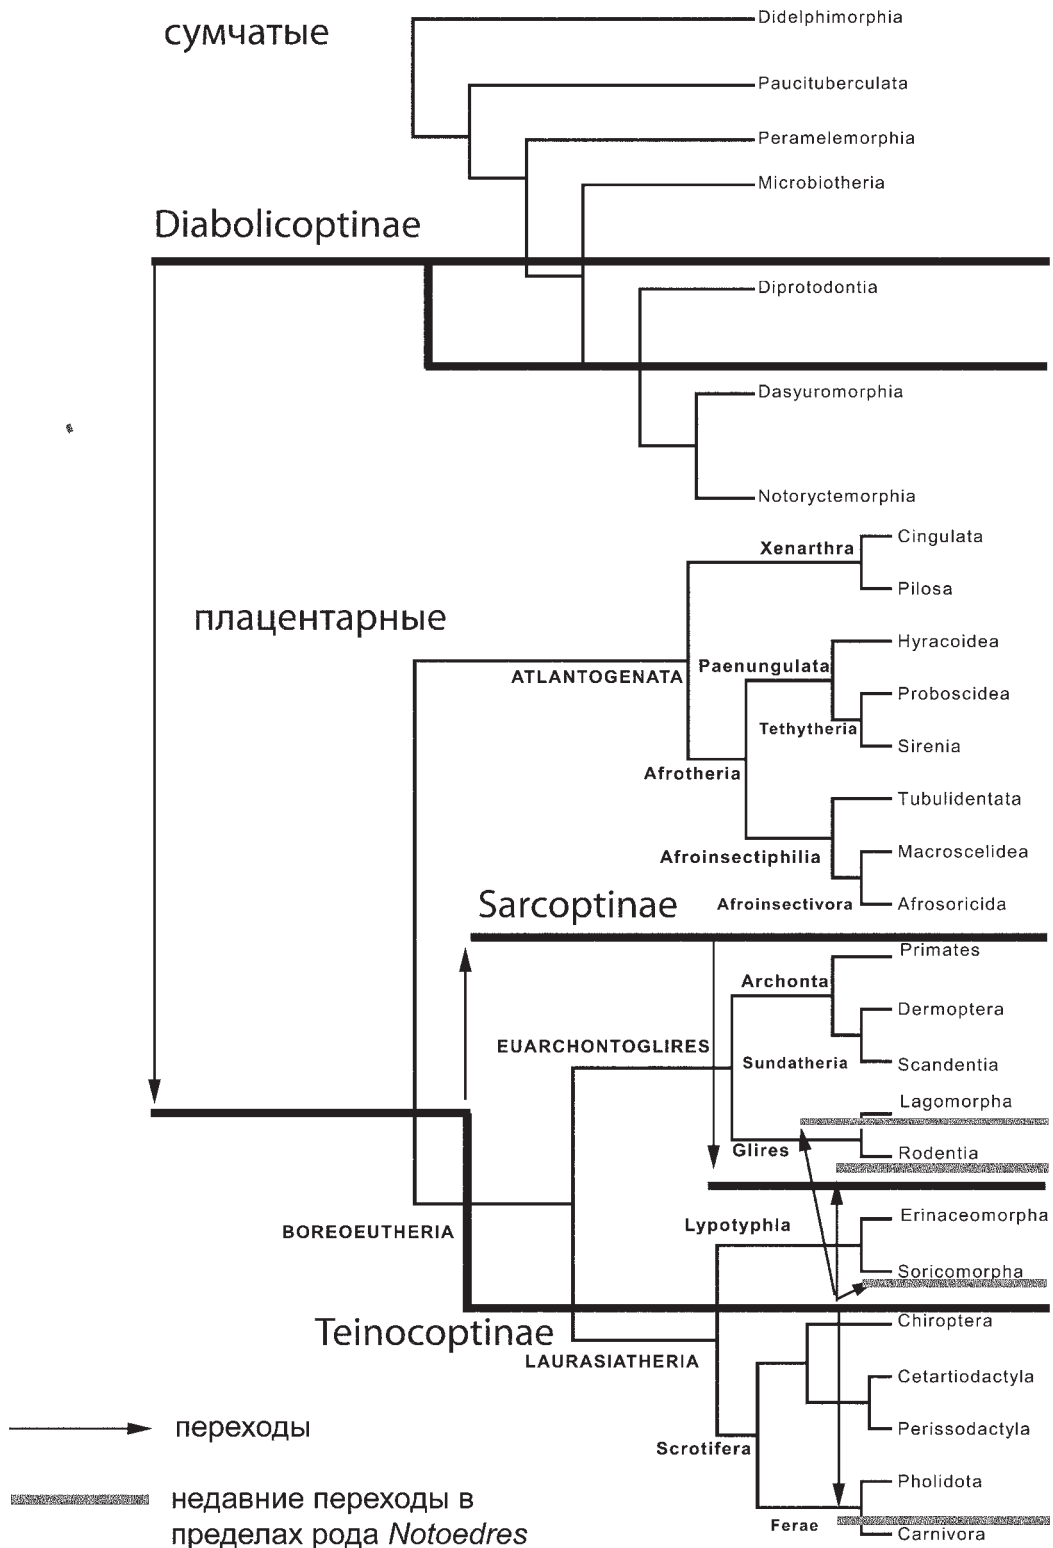 сумчатые
Didelphimorphia
Paucituberculata
Peramelemorphia
Microbiotheria
Diabolicoptinae
Diprotodontia
Dasyuromorphia
Notoryctemorphia
Cingulata
Xenarthra
Pilosa
плацентарные
Hyracoidea
Paenungulata
ATLANTOGENATA
Proboscidea
Tethytheria
Sirenia
Afrotheria
Tubulidentata
Macroscelidea
Afroinsectiphilia
Sarcoptinae
Afroinsectivora
Afrosoricida
Primates
Archonta
Dermoptera
EUARCHONTOGLIRES
Sundatheria
Scandentia
Lagomorpha
Glires
Rodentia
Erinaceomorpha
Lypotyphla
BOREOEUTHERIA
Soricomorpha
Chiroptera
Teinocoptinae
LAURASIATHERIA
Cetartiodactyla
переходы
Perissodactyla
Scrotifera
Pholidota
недавние переходы в
пределах рода Notoedres
Ferae
Carnivora